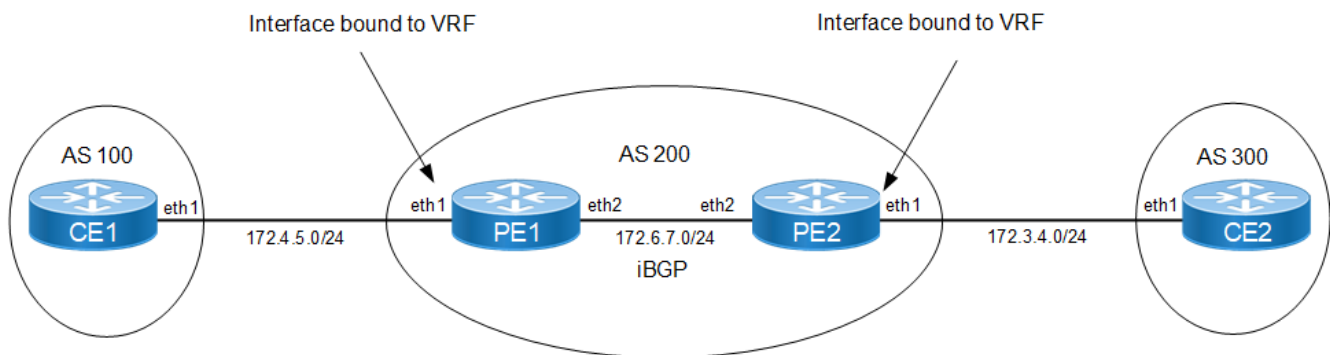 Interface bound to VRF
Interface bound to VRF
AS 100
AS 200
AS 300
eth1
eth1
eth2
eth2
eth1
eth1
CE1
PE1
PE2
CE2
172.4.5.0/24
172.6.7.0/24
172.3.4.0/24
iBGP